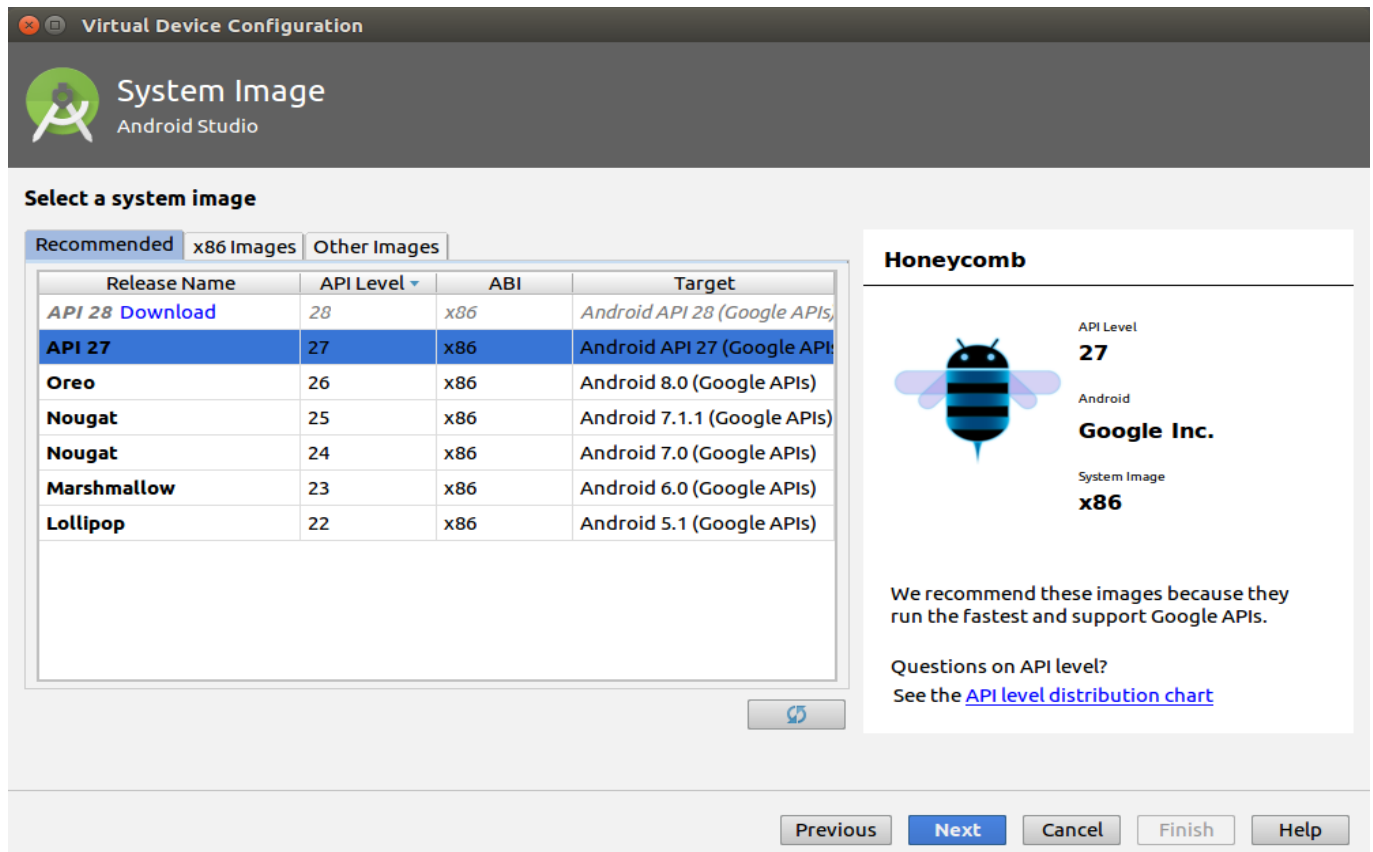 Virtual Device Configuration
System Image
Android Studio
Select a system image
Recommended x86 Images Other Images
Release Name API Level ABI Target
API 28 Download 28 x86 Android API 28 (Google APIs)
API 27 27 x86 Android API 27 (Google API
Oreo 26 x86 Android 8.0 (Google APIs)
Nougat 25 x86 Android 7.1.1 (Google APIs)
Nougat 24 x86 Android 7.0 (Google APIs)
Marshmallow 23 x86 Android 6.0 (Google APIs)
Lollipop 22 x86 Android 5.1 (Google APIs)
Honeycomb
API Level
27
Android
Google Inc.
System Image
x86
We recommend these images because they
run the fastest and support Google APIs.
Questions on API level?
See the API level distribution chart
Previous Next Cancel Finish Help